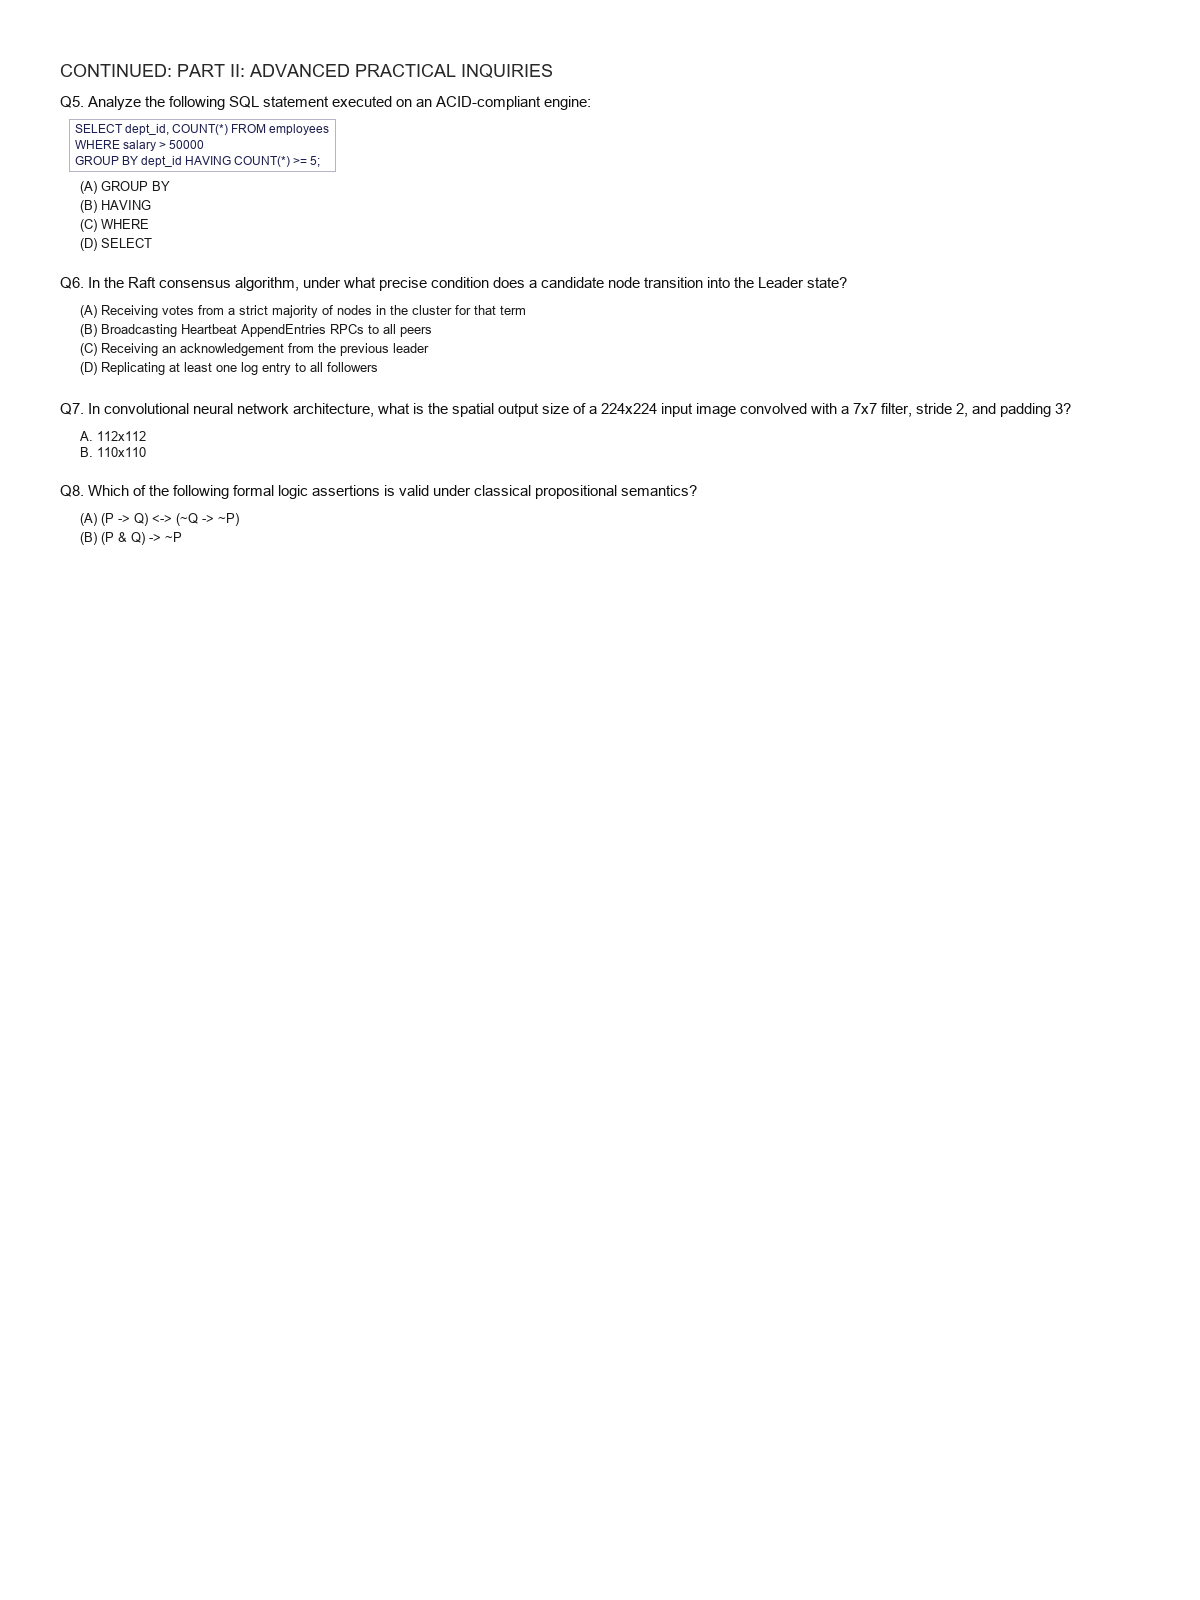 CONTINUED: PART II: ADVANCED PRACTICAL INQUIRIES
Q5. Analyze the following SQL statement executed on an ACID-compliant engine:
SELECT dept_id, COUNT(*) FROM employees
WHERE salary > 50000
GROUP BY dept_id HAVING COUNT(*) >= 5;
(A) GROUP BY
(B) HAVING
(C) WHERE
(D) SELECT
Q6. In the Raft consensus algorithm, under what precise condition does a candidate node transition into the Leader state?
(A) Receiving votes from a strict majority of nodes in the cluster for that term
(B) Broadcasting Heartbeat AppendEntries RPCs to all peers
(C) Receiving an acknowledgement from the previous leader
(D) Replicating at least one log entry to all followers
Q7. In convolutional neural network architecture, what is the spatial output size of a 224x224 input image convolved with a 7x7 filter, stride 2, and padding 3?
A. 112x112
B. 110x110
Q8. Which of the following formal logic assertions is valid under classical propositional semantics?
(A) (P -> Q) <-> (~Q -> ~P)
(B) (P & Q) -> ~P